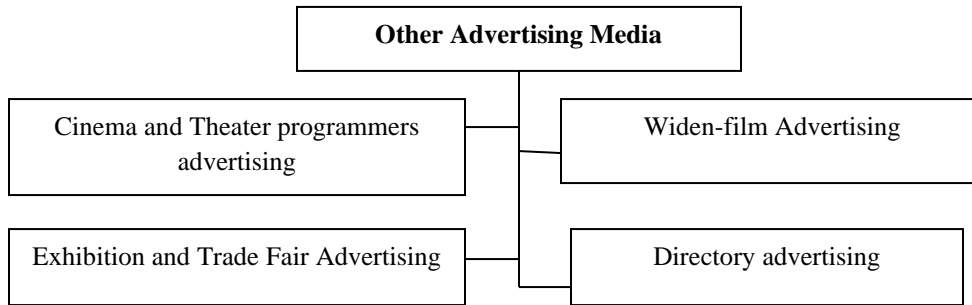 Other Advertising Media
Cinema and Theater programmers
advertising
Widen-film Advertising
Exhibition and Trade Fair Advertising
Directory advertising